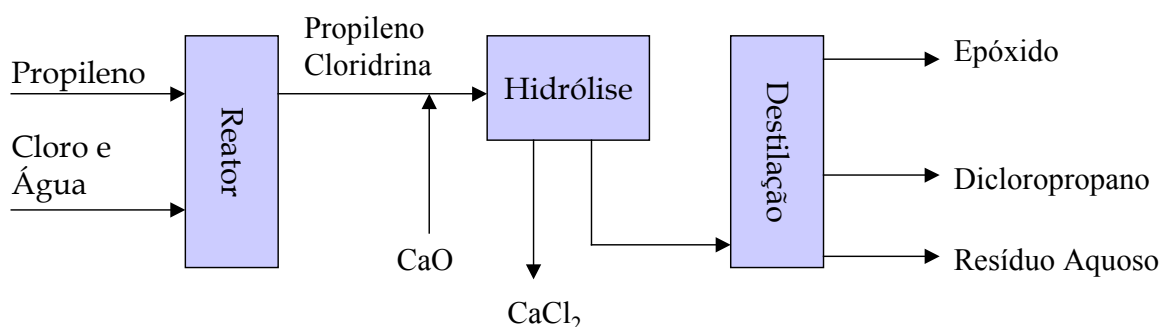 Propileno
Cloro e
Água
Reator
Propileno
Cloridrina
CaO
Hidrólise
CaCl₂
Destilação
Epóxido
Dicloropropano
Resíduo Aquoso